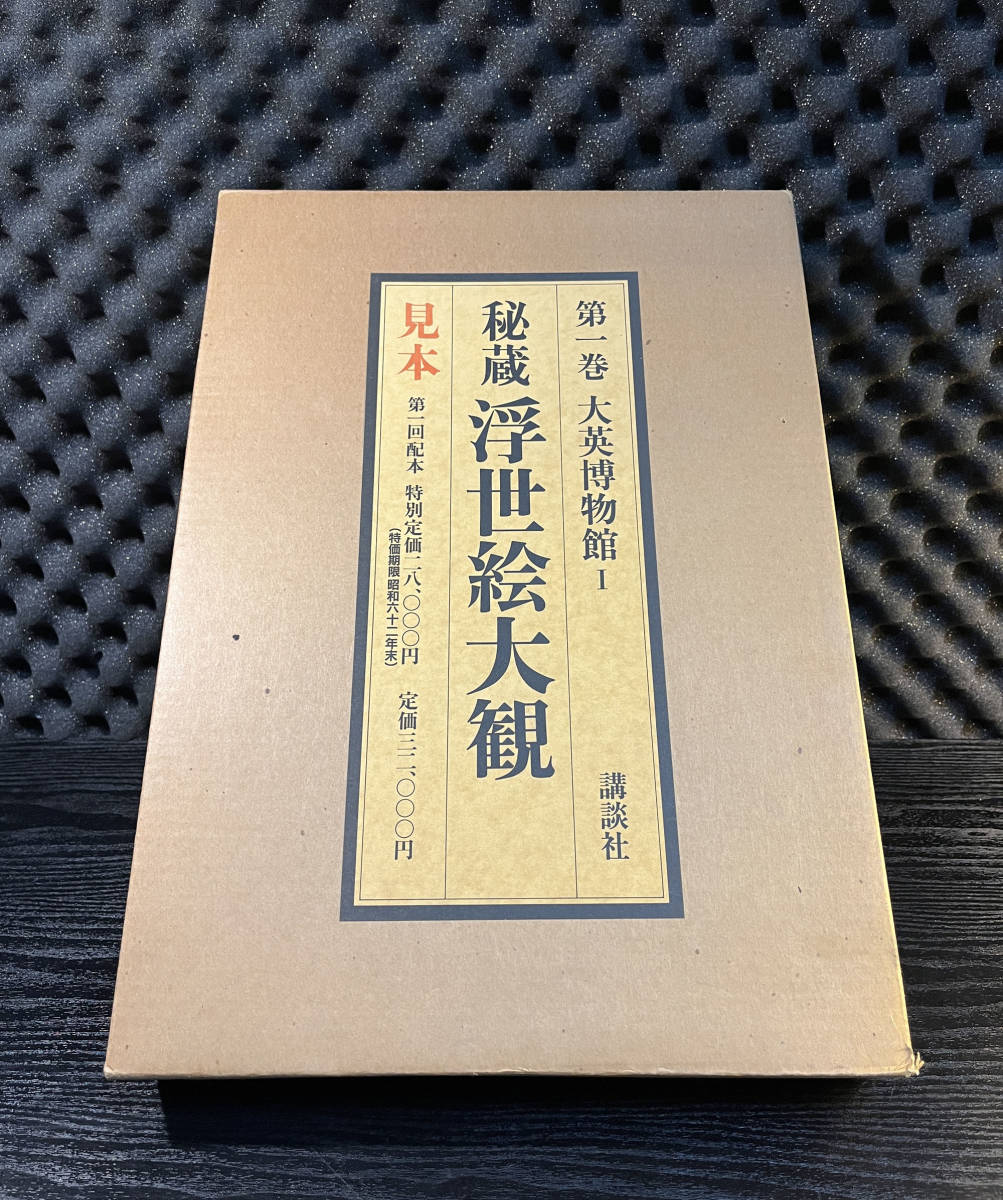 第一巻 大英博物館 I
講談社
秘蔵 浮世絵大観
見本 第一回配本 特別定価二八、〇〇〇円 定価三二、〇〇〇円
(特価期限 昭和六十二年末)